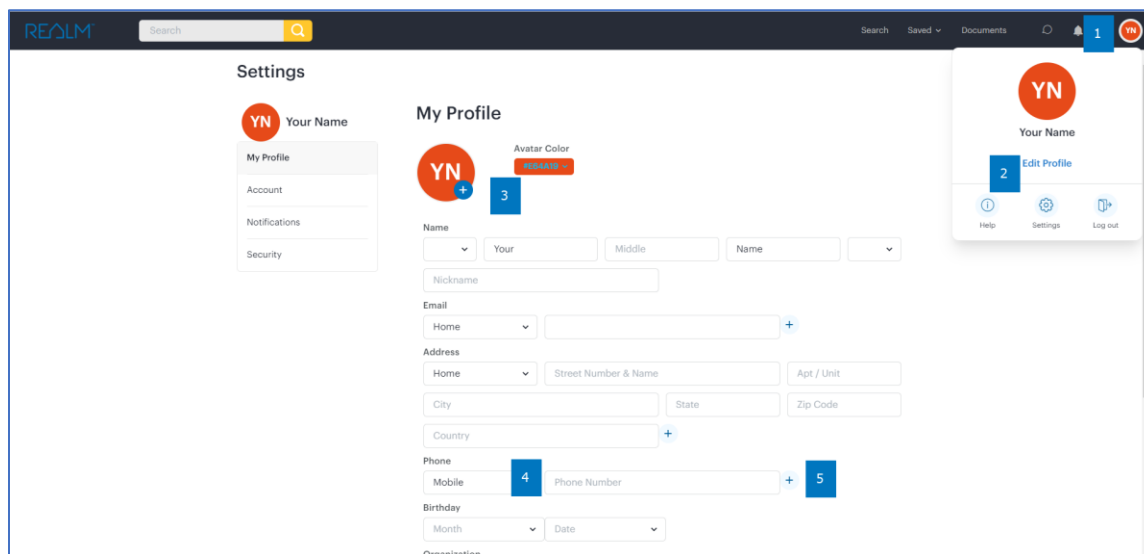 REALM Search Search Saved Documents 1 YN
Settings
YN Your Name
My Profile
Account
Notifications
Security
My Profile
YN
Avatar Color
#E84A19
3
Name
Your Middle Name
Nickname
Email
Home
Address
Home Street Number & Name Apt / Unit
City State Zip Code
Country
Phone
Mobile 4 Phone Number 5
Birthday
Month Date
Organization
YN
Your Name
2 Edit Profile
Help Settings Log out